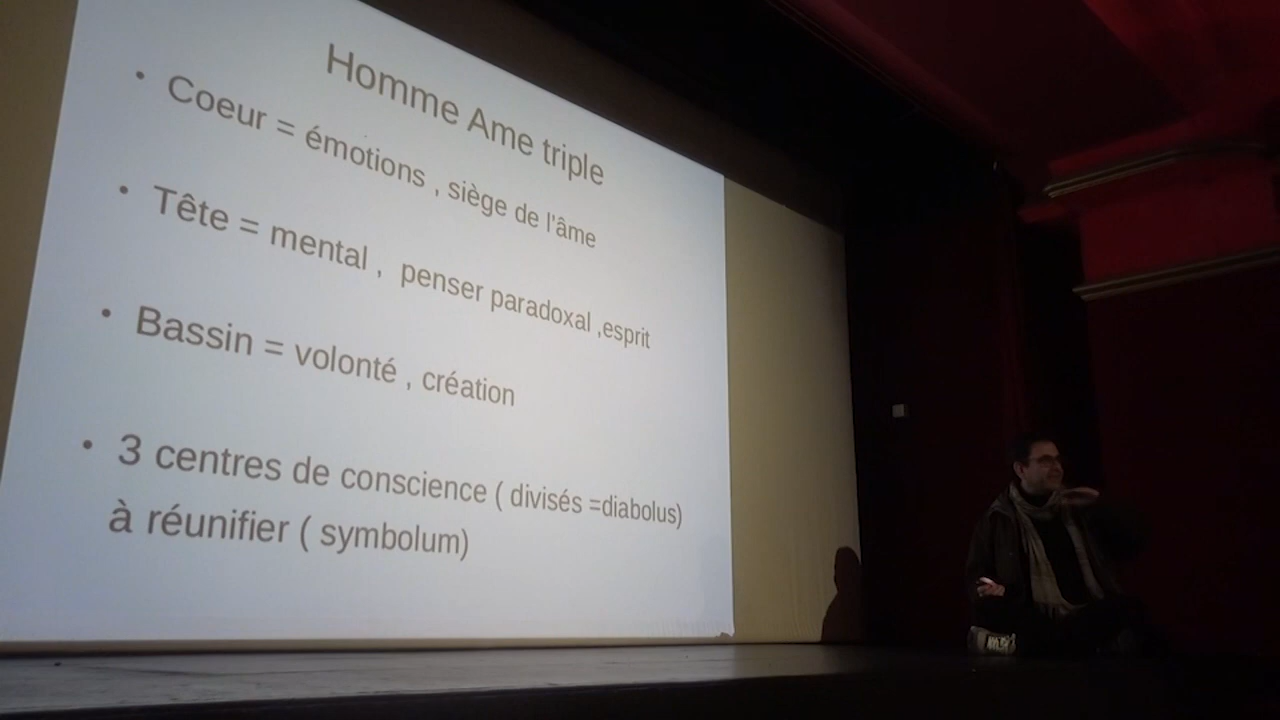 Homme Ame triple
• Coeur = émotions , siège de l'âme
• Tête = mental , penser paradoxal ,esprit
• Bassin = volonté , création
• 3 centres de conscience ( divisés =diabolus)
à réunifier ( symbolum)